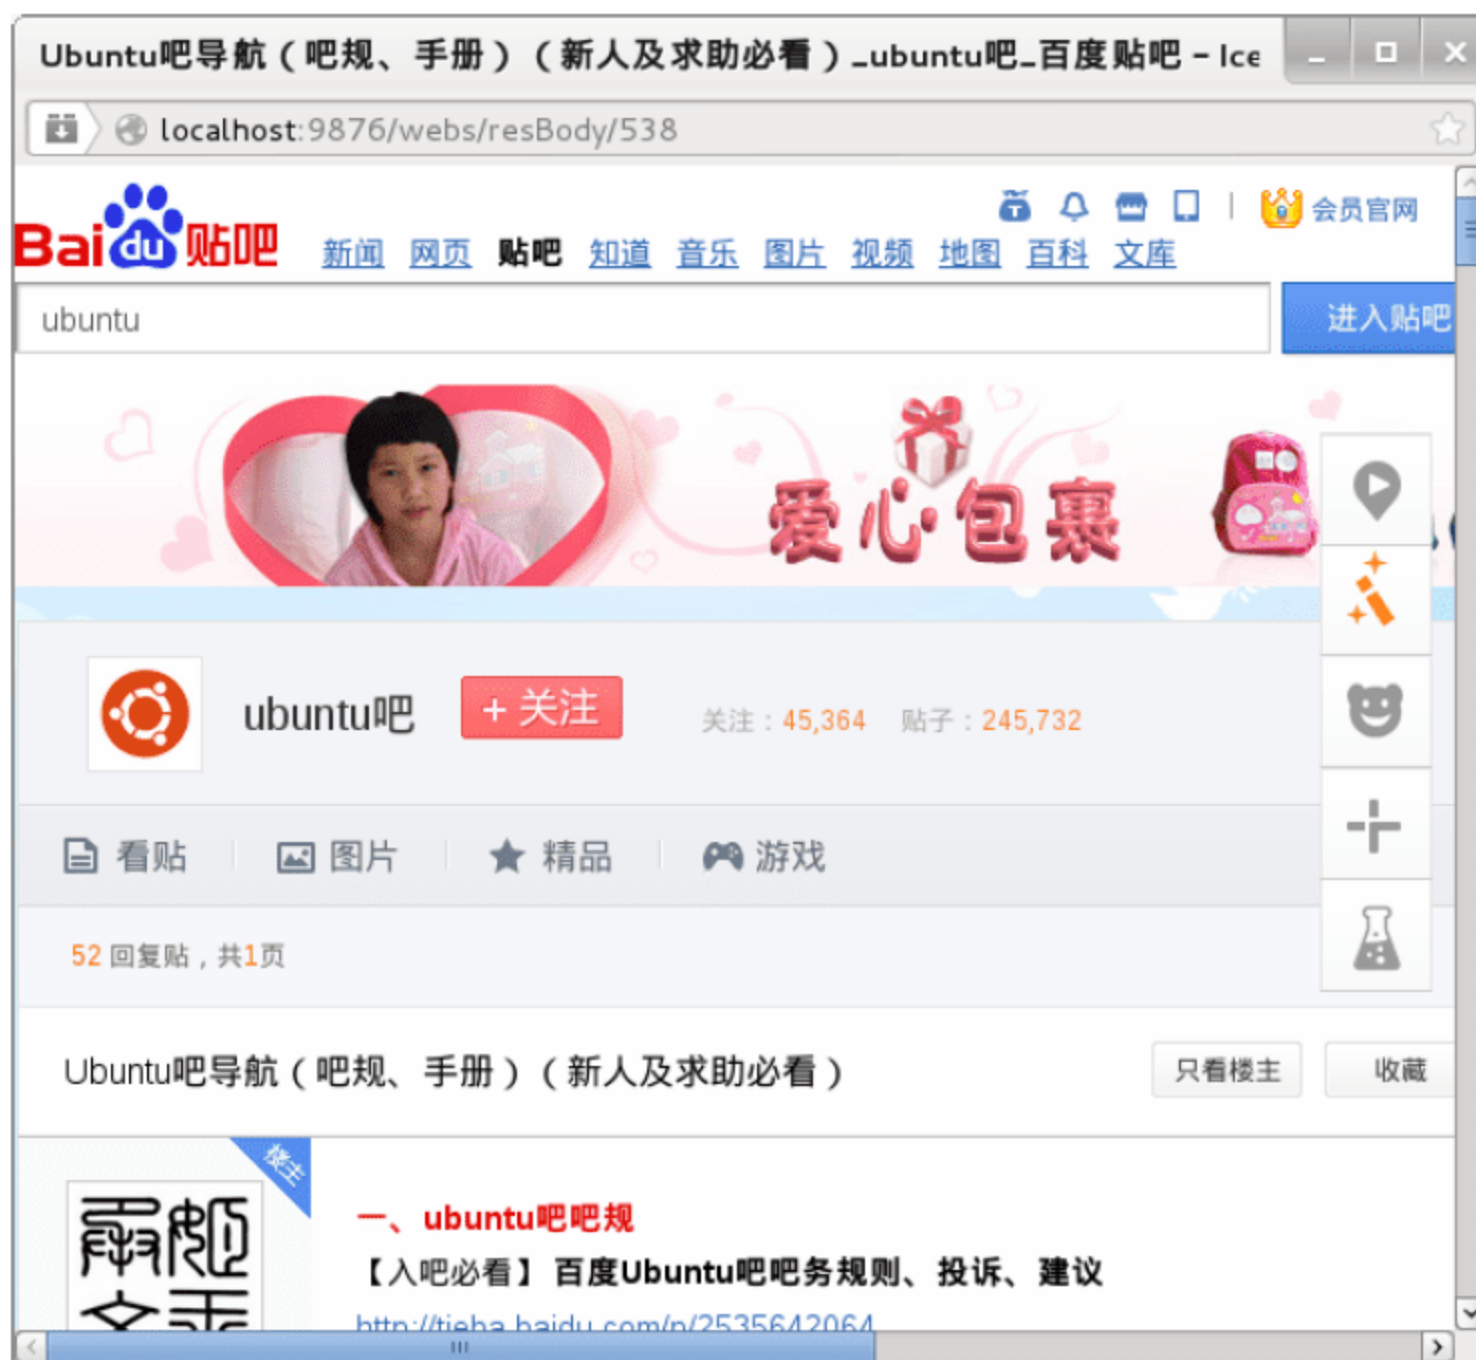 Ubuntu吧导航（吧规、手册）（新人及求助必看）_ubuntu吧_百度贴吧 - Ice
localhost:9876/webs/resBody/538
会员官网
Bai du 贴吧
新闻 网页 贴吧 知道 音乐 图片 视频 地图 百科 文库
ubuntu
进入贴吧
爱心包裹
ubuntu吧
+ 关注
关注：45,364 贴子：245,732
看贴 图片 精品 游戏
52 回复贴，共1页
Ubuntu吧导航（吧规、手册）（新人及求助必看）
只看楼主 收藏
楼主
一、ubuntu吧吧规
【入吧必看】百度Ubuntu吧吧务规则、投诉、建议
http://tieba.baidu.com/p/2535642064